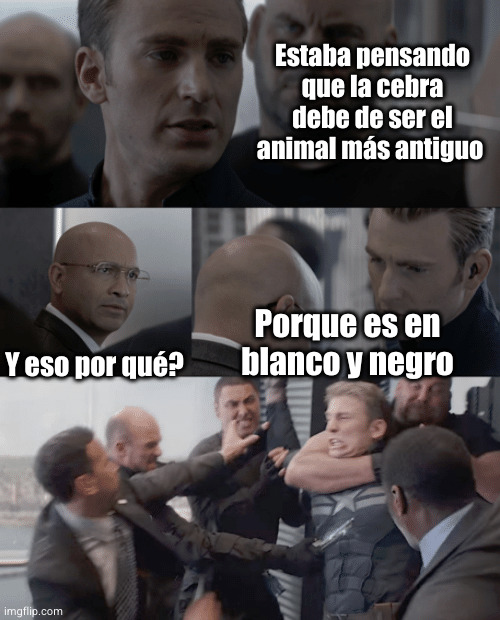 Estaba pensando
que la cebra
debe de ser el
animal más antiguo
Y eso por qué?
Porque es en
blanco y negro
imgflip.com